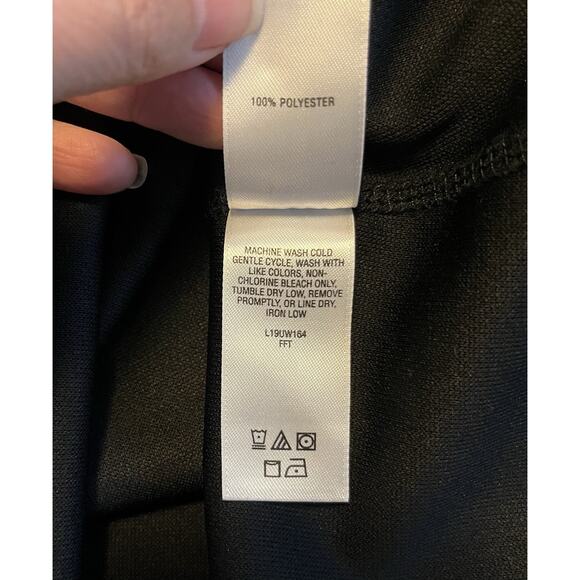 100% POLYESTER
MACHINE WASH COLD
GENTLE CYCLE, WASH WITH
LIKE COLORS, NON-
CHLORINE BLEACH ONLY,
TUMBLE DRY LOW, REMOVE
PROMPTLY, OR LINE DRY,
IRON LOW
L19UW164
FFT